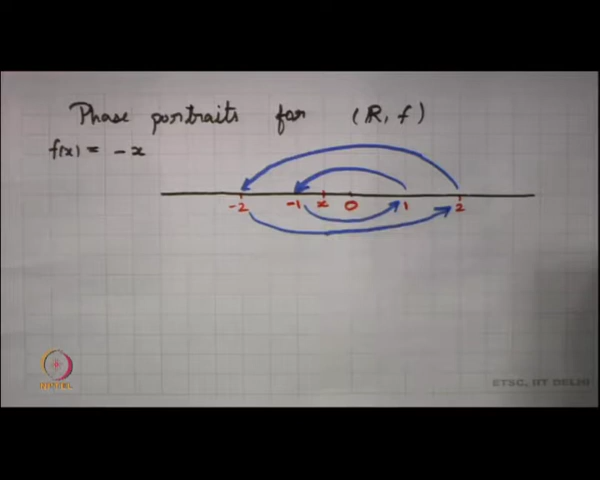 Phase portraits for (R, f)
f(x) = -x
-2 -1 x 0 1 2
ETSC, IIT DELHI